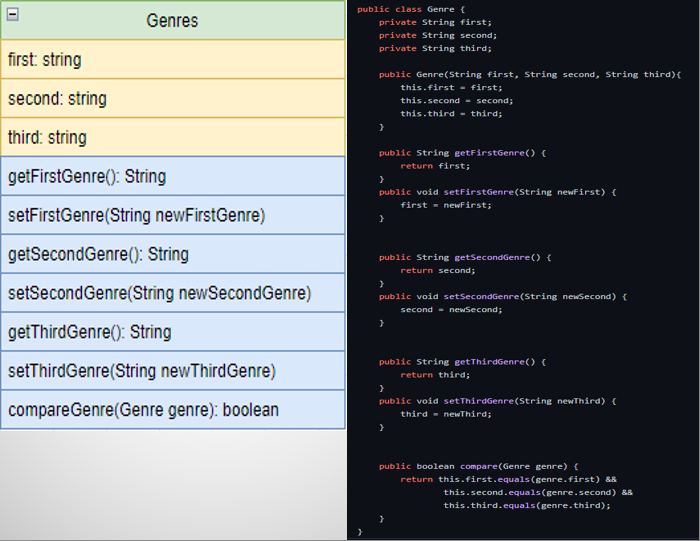 Genres
first: string
second: string
third: string
getFirstGenre(): String
setFirstGenre(String newFirstGenre)
getSecondGenre(): String
setSecondGenre(String newSecondGenre)
getThirdGenre(): String
setThirdGenre(String newThirdGenre)
compareGenre(Genre genre): boolean
public class Genre {
private String first;
private String second;
private String third;
public Genre(String first, String second, String third){
this.first = first;
this.second = second;
this.third = third;
}
public String getFirstGenre() {
return first;
}
public void setFirstGenre(String newFirst) {
first = newFirst;
}
public String getSecondGenre() {
return second;
}
public void setSecondGenre(String newSecond) {
second = newSecond;
}
public String getThirdGenre() {
return third;
}
public void setThirdGenre(String newThird) {
third = newThird;
}
public boolean compare(Genre genre) {
return this.first.equals(genre.first) &&
this.second.equals(genre.second) &&
this.third.equals(genre.third);
}
}